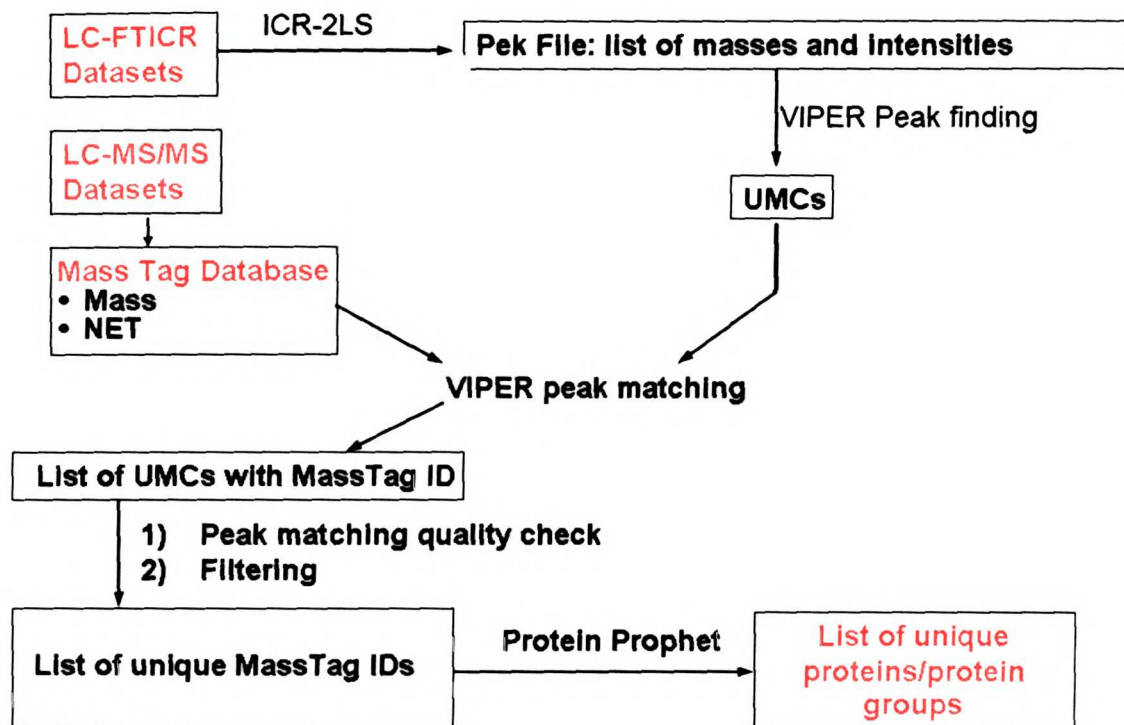 LC-FTICR
Datasets
ICR-2LS
Pek File: list of masses and intensities
VIPER Peak finding
LC-MS/MS
Datasets
UMCs
Mass Tag Database
• Mass
• NET
VIPER peak matching
List of UMCs with MassTag ID
1) Peak matching quality check
2) Filtering
List of unique MassTag IDs
Protein Prophet
List of unique
proteins/protein
groups